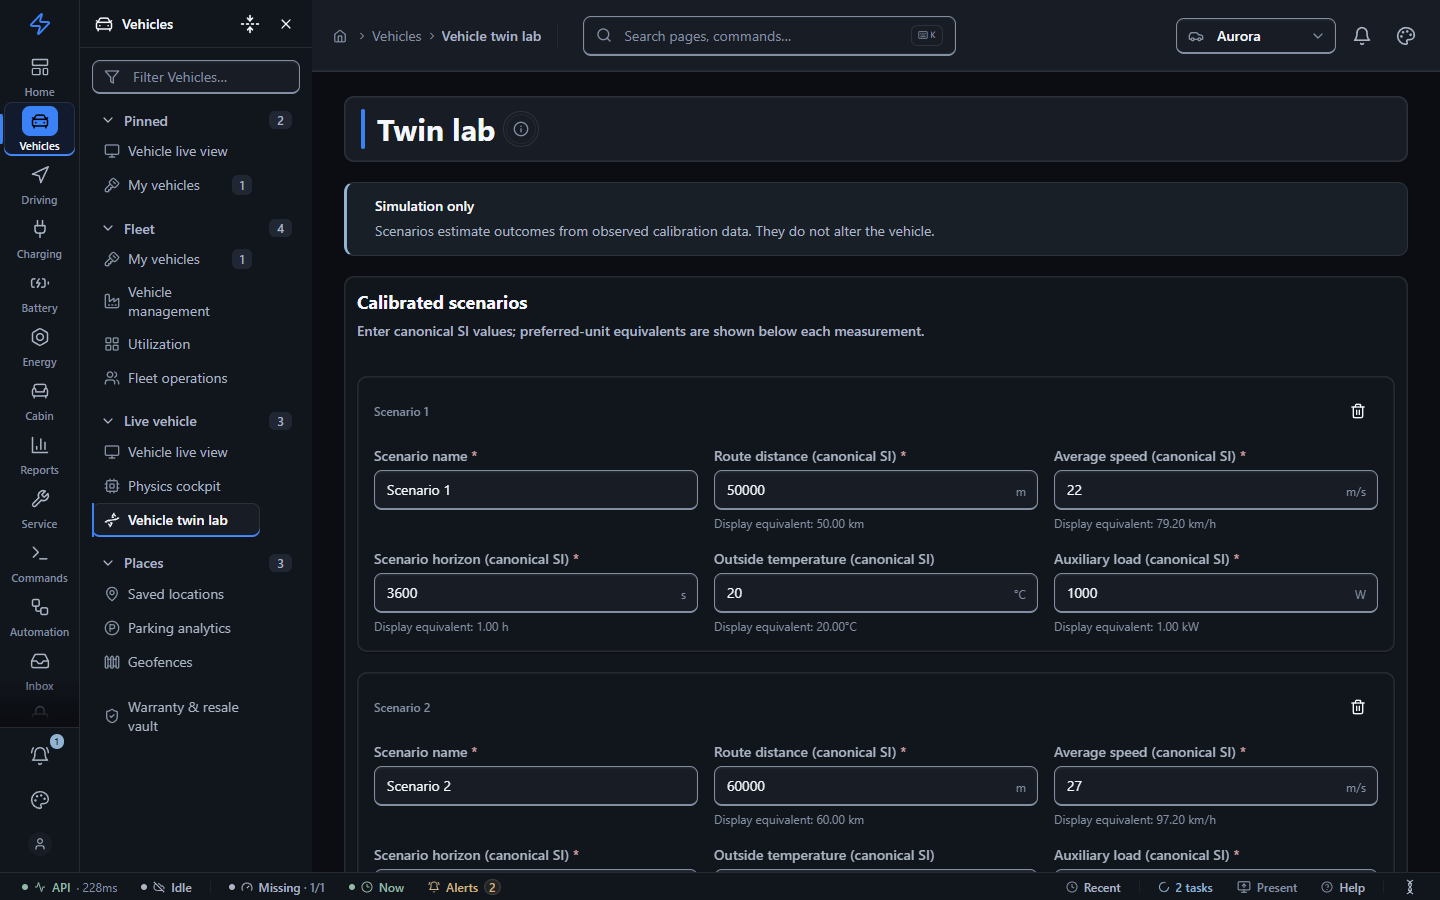 Home
Vehicles
Driving
Charging
Battery
Energy
Cabin
Reports
Service
Commands
Automation
Inbox
1
Vehicles
Filter Vehicles...
Pinned 2
Vehicle live view
My vehicles 1
Fleet 4
My vehicles 1
Vehicle
management
Utilization
Fleet operations
Live vehicle 3
Vehicle live view
Physics cockpit
Vehicle twin lab
Places 3
Saved locations
Parking analytics
Geofences
Warranty & resale
vault
Vehicles Vehicle twin lab
Search pages, commands... K
Aurora
Twin lab
Simulation only
Scenarios estimate outcomes from observed calibration data. They do not alter the vehicle.
Calibrated scenarios
Enter canonical SI values; preferred-unit equivalents are shown below each measurement.
Scenario 1
Scenario name * Route distance (canonical SI) * Average speed (canonical SI) *
Scenario 1 50000 m 22 m/s
Display equivalent: 50.00 km Display equivalent: 79.20 km/h
Scenario horizon (canonical SI) * Outside temperature (canonical SI) Auxiliary load (canonical SI) *
3600 s 20 °C 1000 W
Display equivalent: 1.00 h Display equivalent: 20.00°C Display equivalent: 1.00 kW
Scenario 2
Scenario name * Route distance (canonical SI) * Average speed (canonical SI) *
Scenario 2 60000 m 27 m/s
Display equivalent: 60.00 km Display equivalent: 97.20 km/h
Scenario horizon (canonical SI) * Outside temperature (canonical SI) Auxiliary load (canonical SI) *
API · 228ms Idle Missing · 1/1 Now Alerts 2 Recent 2 tasks Present Help